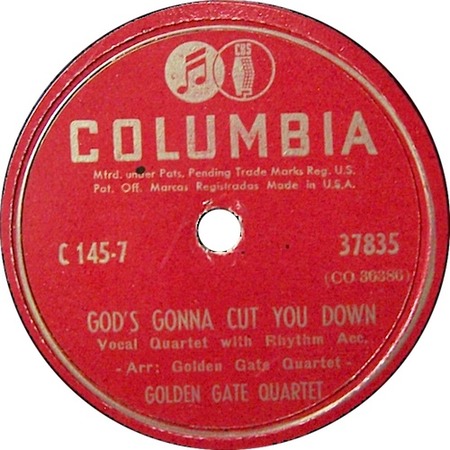 CBS
COLUMBIA
Mfrd. under Pats. Pending Trade Marks Reg. U.S.
Pat. Off. Marcas Registradas Made in U.S.A.
C 145-7 37835
(CO 36386)
GOD'S GONNA CUT YOU DOWN
Vocal Quartet with Rhythm Acc.
- Arr: Golden Gate Quartet -
GOLDEN GATE QUARTET